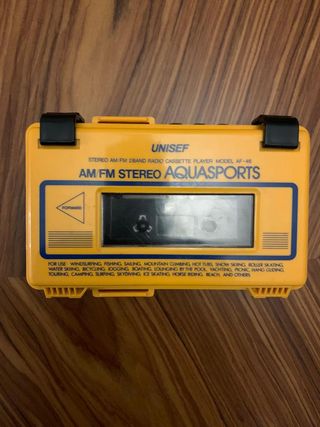 UNISEF
STEREO AM/FM 2BAND RADIO CASSETTE PLAYER MODEL AF-46
AM/FM STEREO AQUASPORTS
FORWARD
FOR USE : WINDSURFING, FISHING, SAILING, MOUNTAIN CLIMBING, HOT TUBS, SNOW SKIING, ROLLER SKATING,
WATER SKIING, BICYCLING, JOGGING, BOATING, LOUNGING BY THE POOL, YACHTING, PICNIC, HANG GLIDING,
TOURING, CAMPING, SURFING, SKYDIVING, ICE SKATING, HORSE RIDING, BEACH, AND OTHERS.